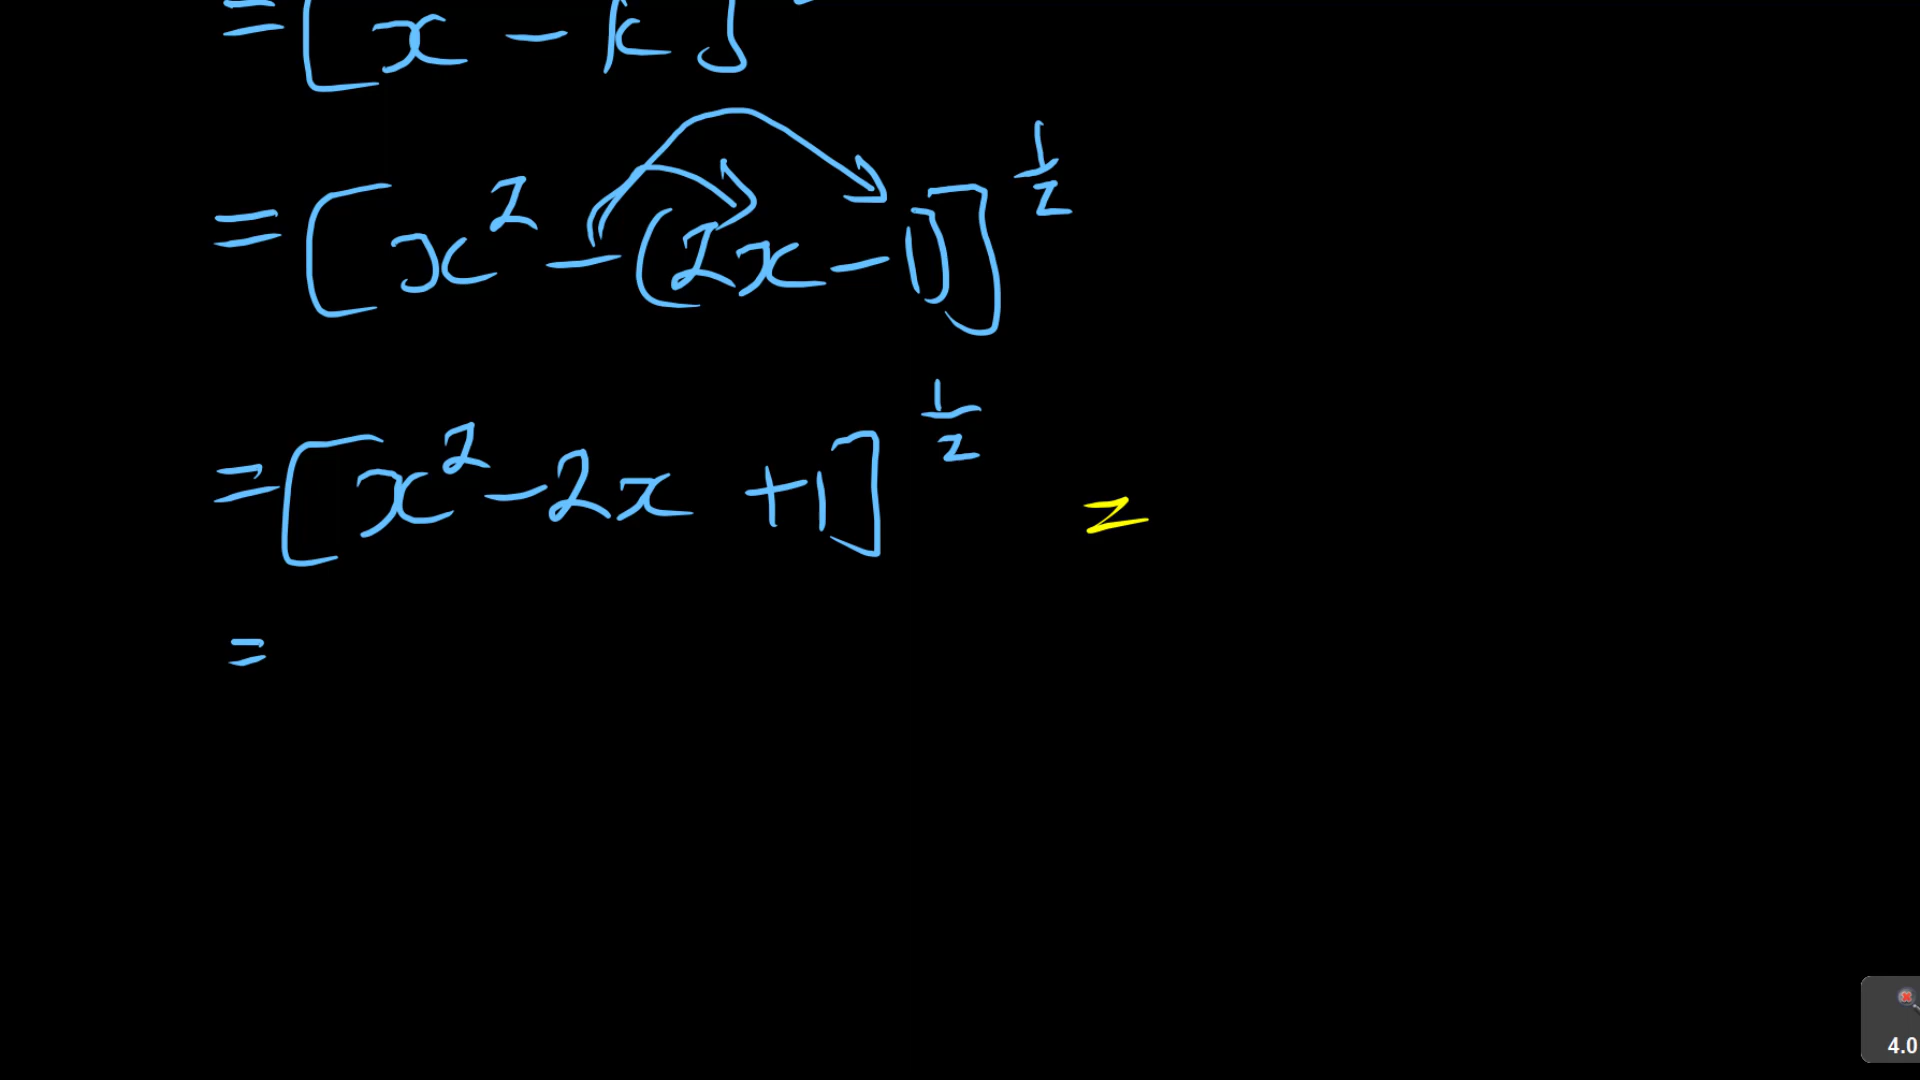 = [x - k]
= [x² - (2x - 1)]^½
= [x² - 2x + 1]^½
=
4.0